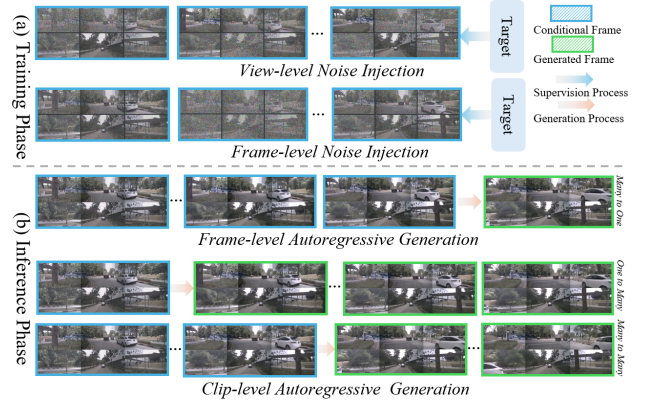 (a) Training Phase
...
Target
View-level Noise Injection
...
Target
Frame-level Noise Injection
Conditional Frame
Generated Frame
Supervision Process
Generation Process
(b) Inference Phase
...
Many to One
Frame-level Autoregressive Generation
...
One to Many
... ...
Many to Many
Clip-level Autoregressive Generation